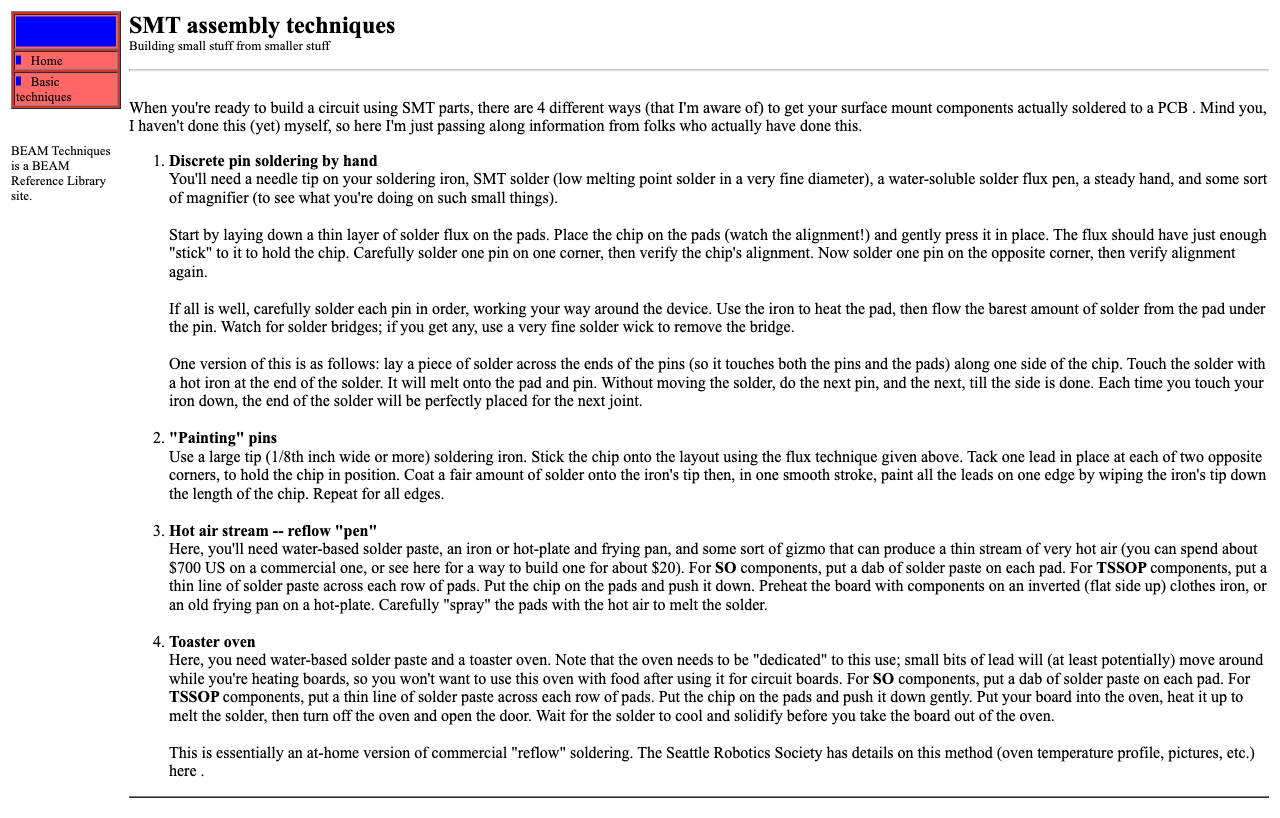 SMT assembly techniques
Building small stuff from smaller stuff
Home
Basic
techniques
BEAM Techniques
is a BEAM
Reference Library
site.
When you're ready to build a circuit using SMT parts, there are 4 different ways (that I'm aware of) to get your surface mount components actually soldered to a PCB . Mind you,
I haven't done this (yet) myself, so here I'm just passing along information from folks who actually have done this.
1. Discrete pin soldering by hand
You'll need a needle tip on your soldering iron, SMT solder (low melting point solder in a very fine diameter), a water-soluble solder flux pen, a steady hand, and some sort
of magnifier (to see what you're doing on such small things).
Start by laying down a thin layer of solder flux on the pads. Place the chip on the pads (watch the alignment!) and gently press it in place. The flux should have just enough
"stick" to it to hold the chip. Carefully solder one pin on one corner, then verify the chip's alignment. Now solder one pin on the opposite corner, then verify alignment
again.
If all is well, carefully solder each pin in order, working your way around the device. Use the iron to heat the pad, then flow the barest amount of solder from the pad under
the pin. Watch for solder bridges; if you get any, use a very fine solder wick to remove the bridge.
One version of this is as follows: lay a piece of solder across the ends of the pins (so it touches both the pins and the pads) along one side of the chip. Touch the solder with
a hot iron at the end of the solder. It will melt onto the pad and pin. Without moving the solder, do the next pin, and the next, till the side is done. Each time you touch your
iron down, the end of the solder will be perfectly placed for the next joint.
2. "Painting" pins
Use a large tip (1/8th inch wide or more) soldering iron. Stick the chip onto the layout using the flux technique given above. Tack one lead in place at each of two opposite
corners, to hold the chip in position. Coat a fair amount of solder onto the iron's tip then, in one smooth stroke, paint all the leads on one edge by wiping the iron's tip down
the length of the chip. Repeat for all edges.
3. Hot air stream -- reflow "pen"
Here, you'll need water-based solder paste, an iron or hot-plate and frying pan, and some sort of gizmo that can produce a thin stream of very hot air (you can spend about
$700 US on a commercial one, or see here for a way to build one for about $20). For SO components, put a dab of solder paste on each pad. For TSSOP components, put a
thin line of solder paste across each row of pads. Put the chip on the pads and push it down. Preheat the board with components on an inverted (flat side up) clothes iron, or
an old frying pan on a hot-plate. Carefully "spray" the pads with the hot air to melt the solder.
4. Toaster oven
Here, you need water-based solder paste and a toaster oven. Note that the oven needs to be "dedicated" to this use; small bits of lead will (at least potentially) move around
while you're heating boards, so you won't want to use this oven with food after using it for circuit boards. For SO components, put a dab of solder paste on each pad. For
TSSOP components, put a thin line of solder paste across each row of pads. Put the chip on the pads and push it down gently. Put your board into the oven, heat it up to
melt the solder, then turn off the oven and open the door. Wait for the solder to cool and solidify before you take the board out of the oven.
This is essentially an at-home version of commercial "reflow" soldering. The Seattle Robotics Society has details on this method (oven temperature profile, pictures, etc.)
here .